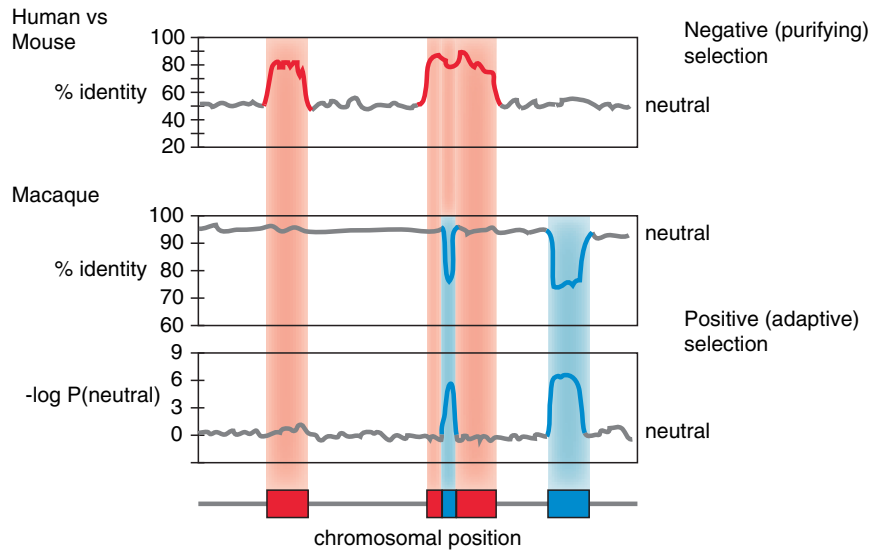 Human vs
Mouse
% identity
100
80
60
40
20
Negative (purifying)
selection
neutral
Macaque
% identity
100
90
80
70
60
neutral
Positive (adaptive)
selection
-log P(neutral)
9
6
3
0
neutral
chromosomal position